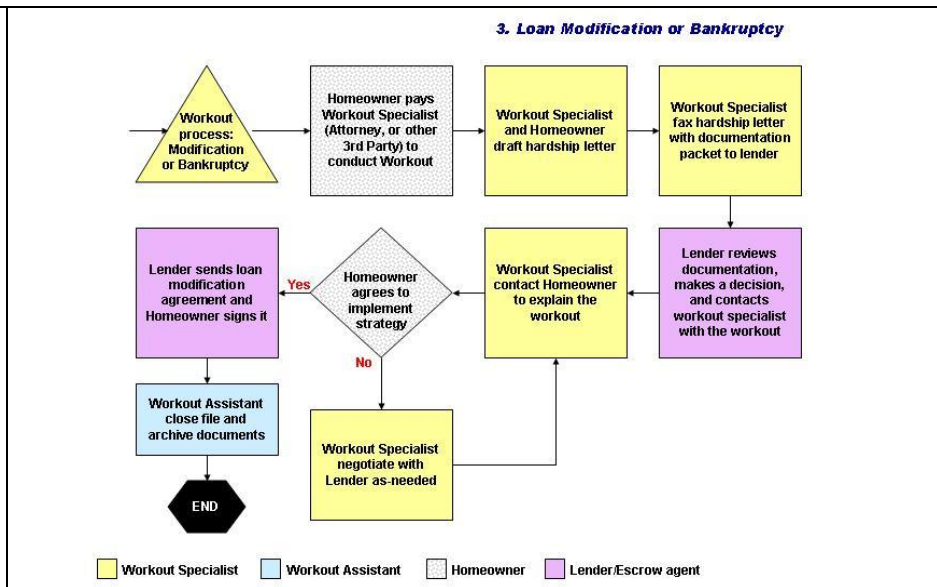 3. Loan Modification or Bankruptcy
Workout
process:
Modification
or Bankruptcy
Homeowner pays
Workout Specialist
(Attorney, or other
3rd Party) to
conduct Workout
Workout Specialist
and Homeowner
draft hardship letter
Workout Specialist
fax hardship letter
with documentation
packet to lender
Lender reviews
documentation,
makes a decision,
and contacts
workout specialist
with the workout
Workout Specialist
contact Homeowner
to explain the
workout
Homeowner
agrees to
implement
strategy
Yes
No
Lender sends loan
modification
agreement and
Homeowner signs it
Workout Specialist
negotiate with
Lender as-needed
Workout Assistant
close file and
archive documents
END
Workout Specialist
Workout Assistant
Homeowner
Lender/Escrow agent